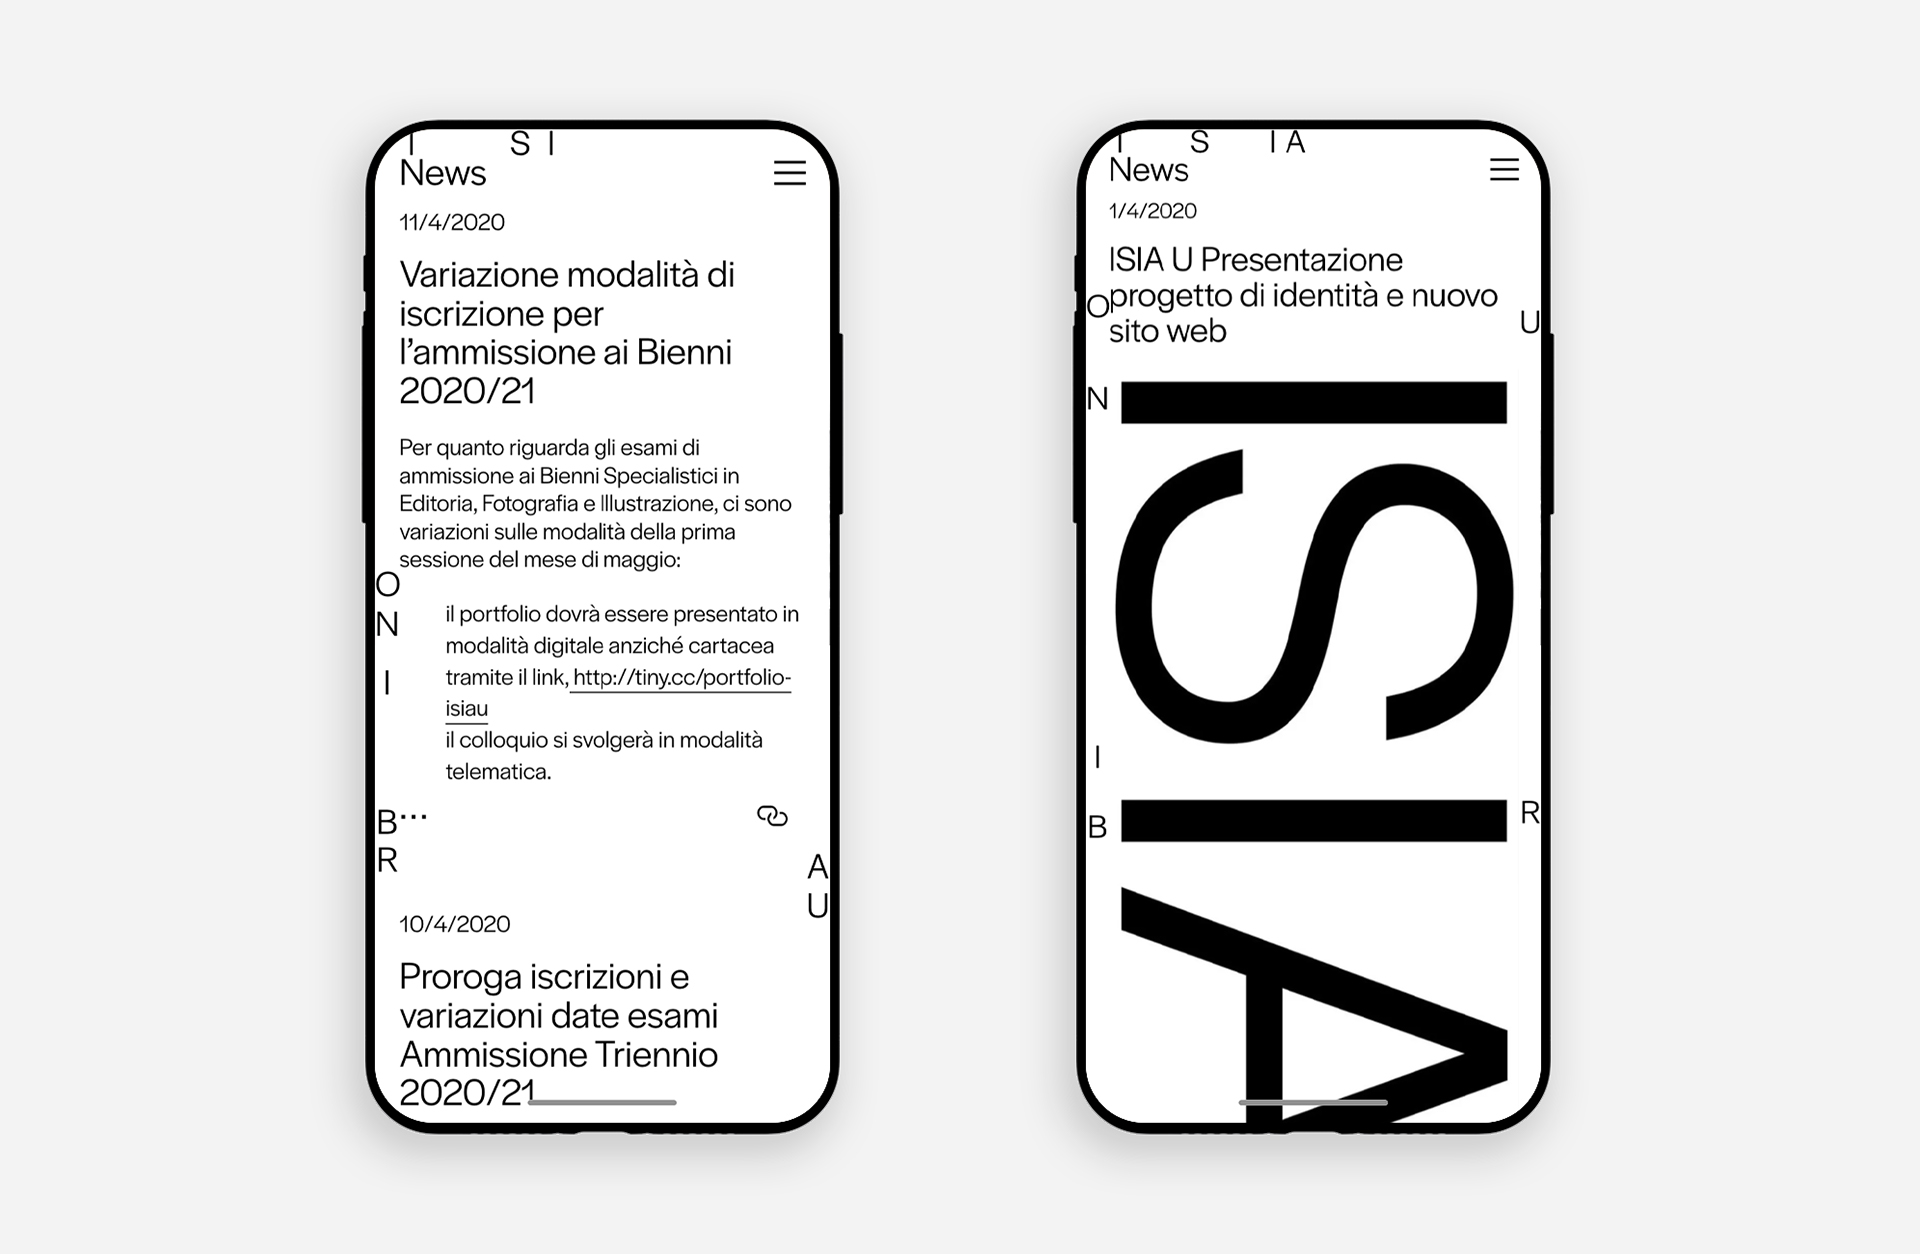 I S I
News
11/4/2020
Variazione modalità di
iscrizione per
l’ammissione ai Bienni
2020/21
Per quanto riguarda gli esami di
ammissione ai Bienni Specialistici in
Editoria, Fotografia e Illustrazione, ci sono
variazioni sulle modalità della prima
sessione del mese di maggio:
O
N
I
il portfolio dovrà essere presentato in
modalità digitale anziché cartacea
tramite il link, http://tiny.cc/portfolio-
isiau
il colloquio si svolgerà in modalità
telematica.
B
R
...
A
U
10/4/2020
Proroga iscrizioni e
variazioni date esami
Ammissione Triennio
2020/21
I S I A
News
1/4/2020
ISIA U Presentazione
progetto di identità e nuovo
sito web
O
N
I
B
U
R
ISIA